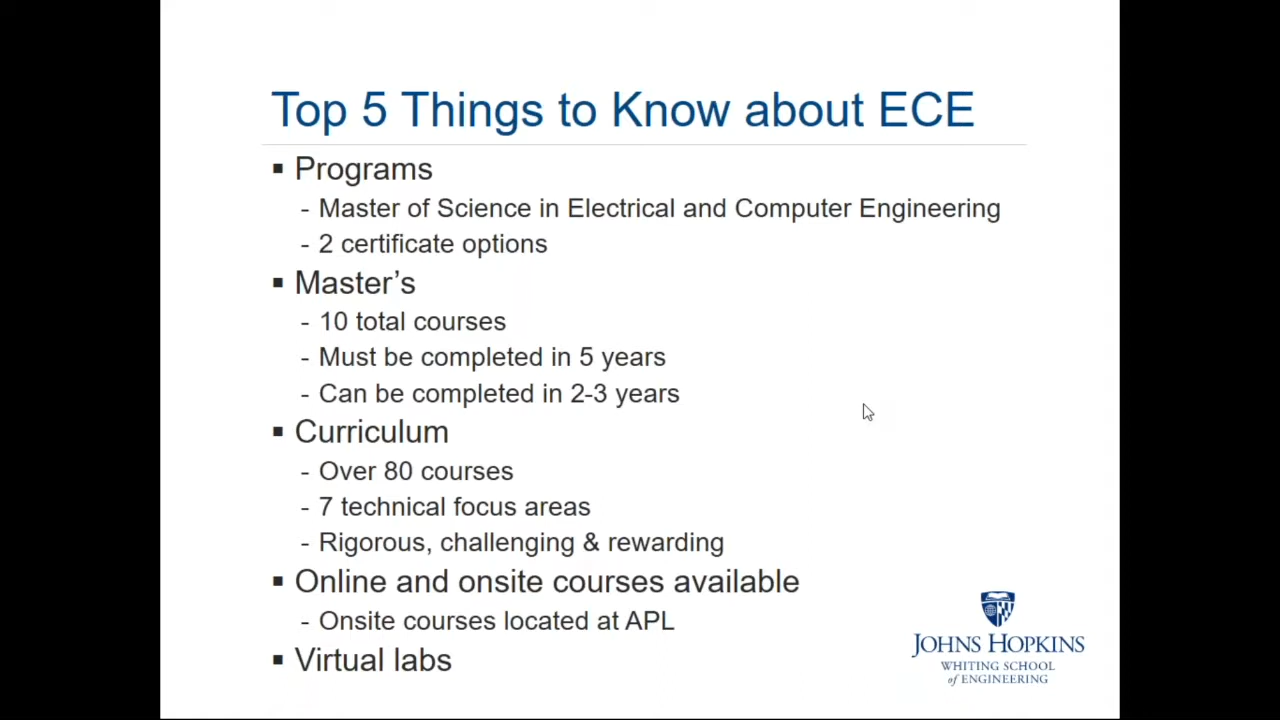 Top 5 Things to Know about ECE
▪ Programs
- Master of Science in Electrical and Computer Engineering
- 2 certificate options
▪ Master’s
- 10 total courses
- Must be completed in 5 years
- Can be completed in 2-3 years
▪ Curriculum
- Over 80 courses
- 7 technical focus areas
- Rigorous, challenging & rewarding
▪ Online and onsite courses available
- Onsite courses located at APL
▪ Virtual labs
JOHNS HOPKINS
WHITING SCHOOL
of ENGINEERING